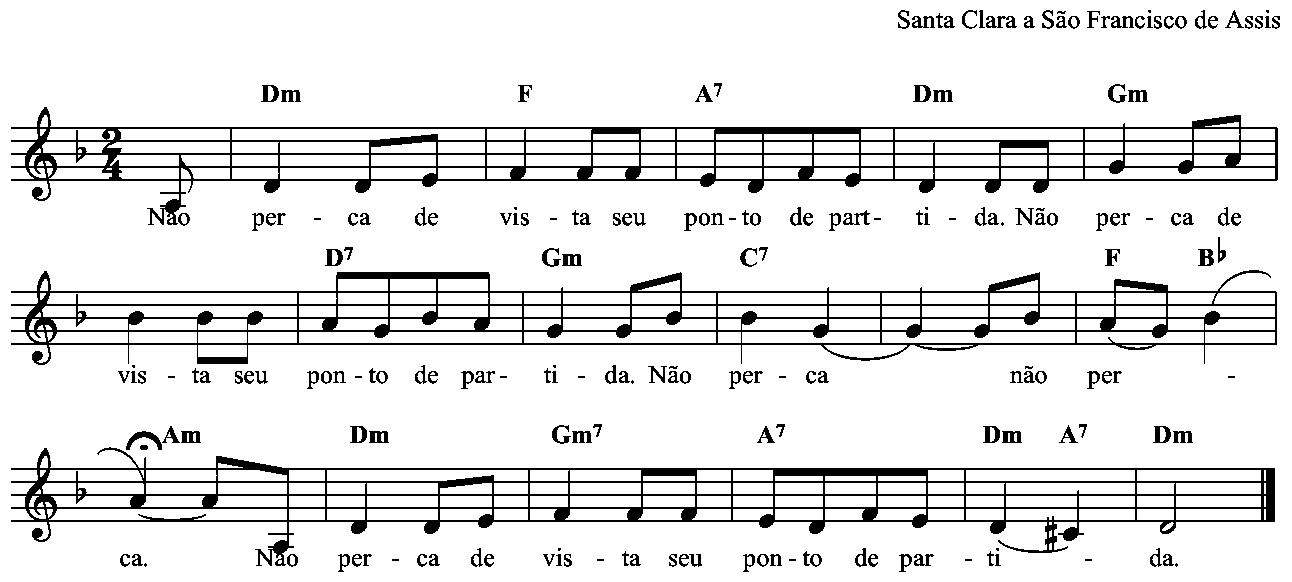 Santa Clara a São Francisco de Assis
Dm F A7 Dm Gm
2
4
Não per - ca de vis - ta seu pon - to de part - ti - da. Não per - ca de
D7 Gm C7 F B♭
vis - ta seu pon - to de par - ti - da. Não per - ca não per -
Am Dm Gm7 A7 Dm A7 Dm
ca. Não per - ca de vis - ta seu pon - to de par - ti - da.